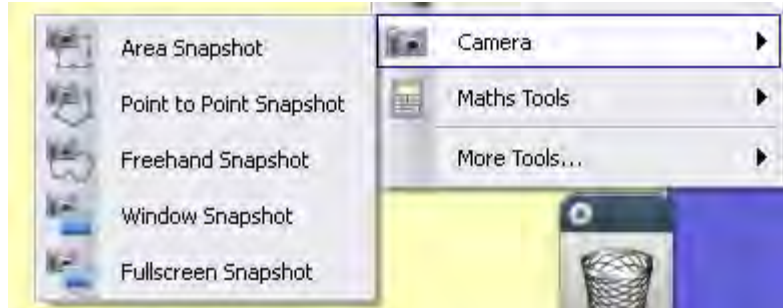 Area Snapshot
Point to Point Snapshot
Freehand Snapshot
Window Snapshot
Fullscreen Snapshot
Camera
Maths Tools
More Tools...